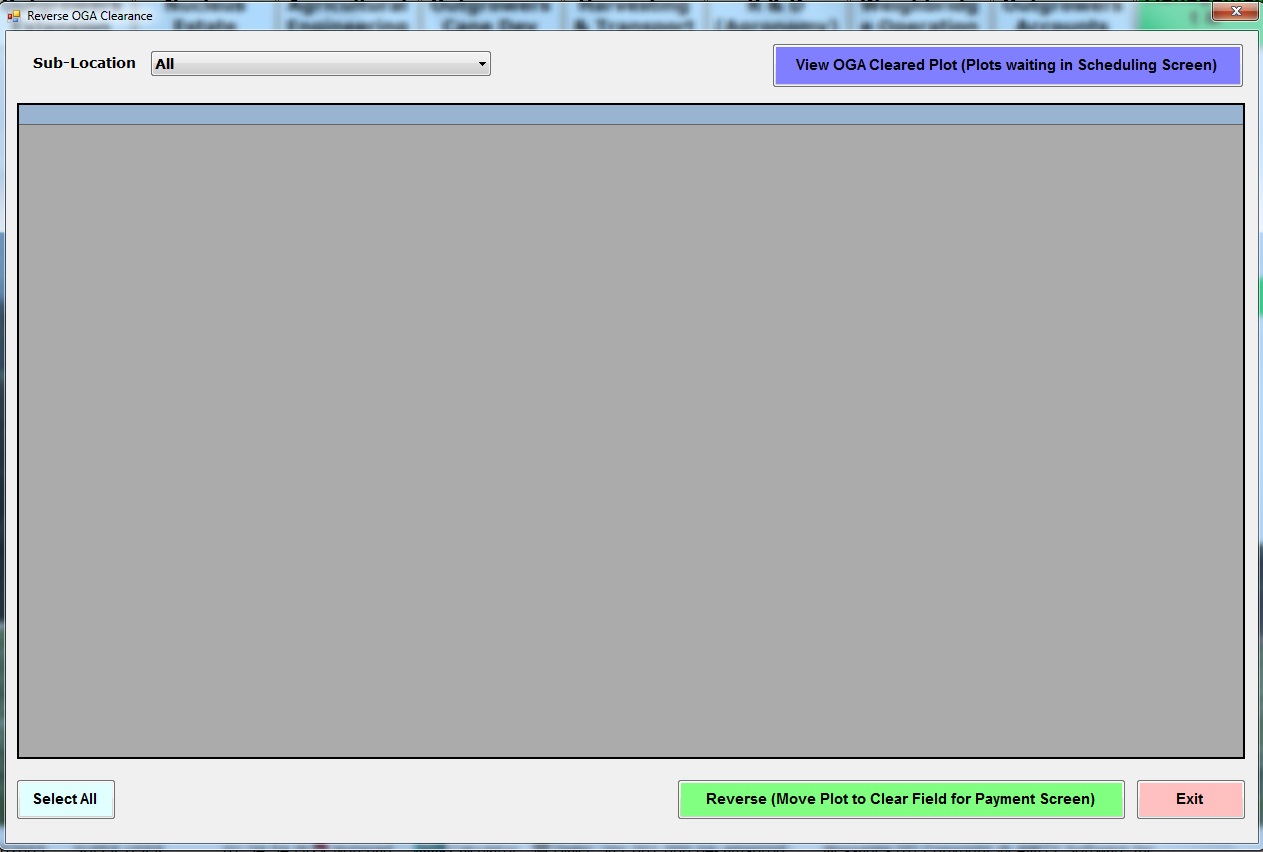 Reverse OGA Clearance
Sub-Location
All
View OGA Cleared Plot (Plots waiting in Scheduling Screen)
Select All
Reverse (Move Plot to Clear Field for Payment Screen)
Exit